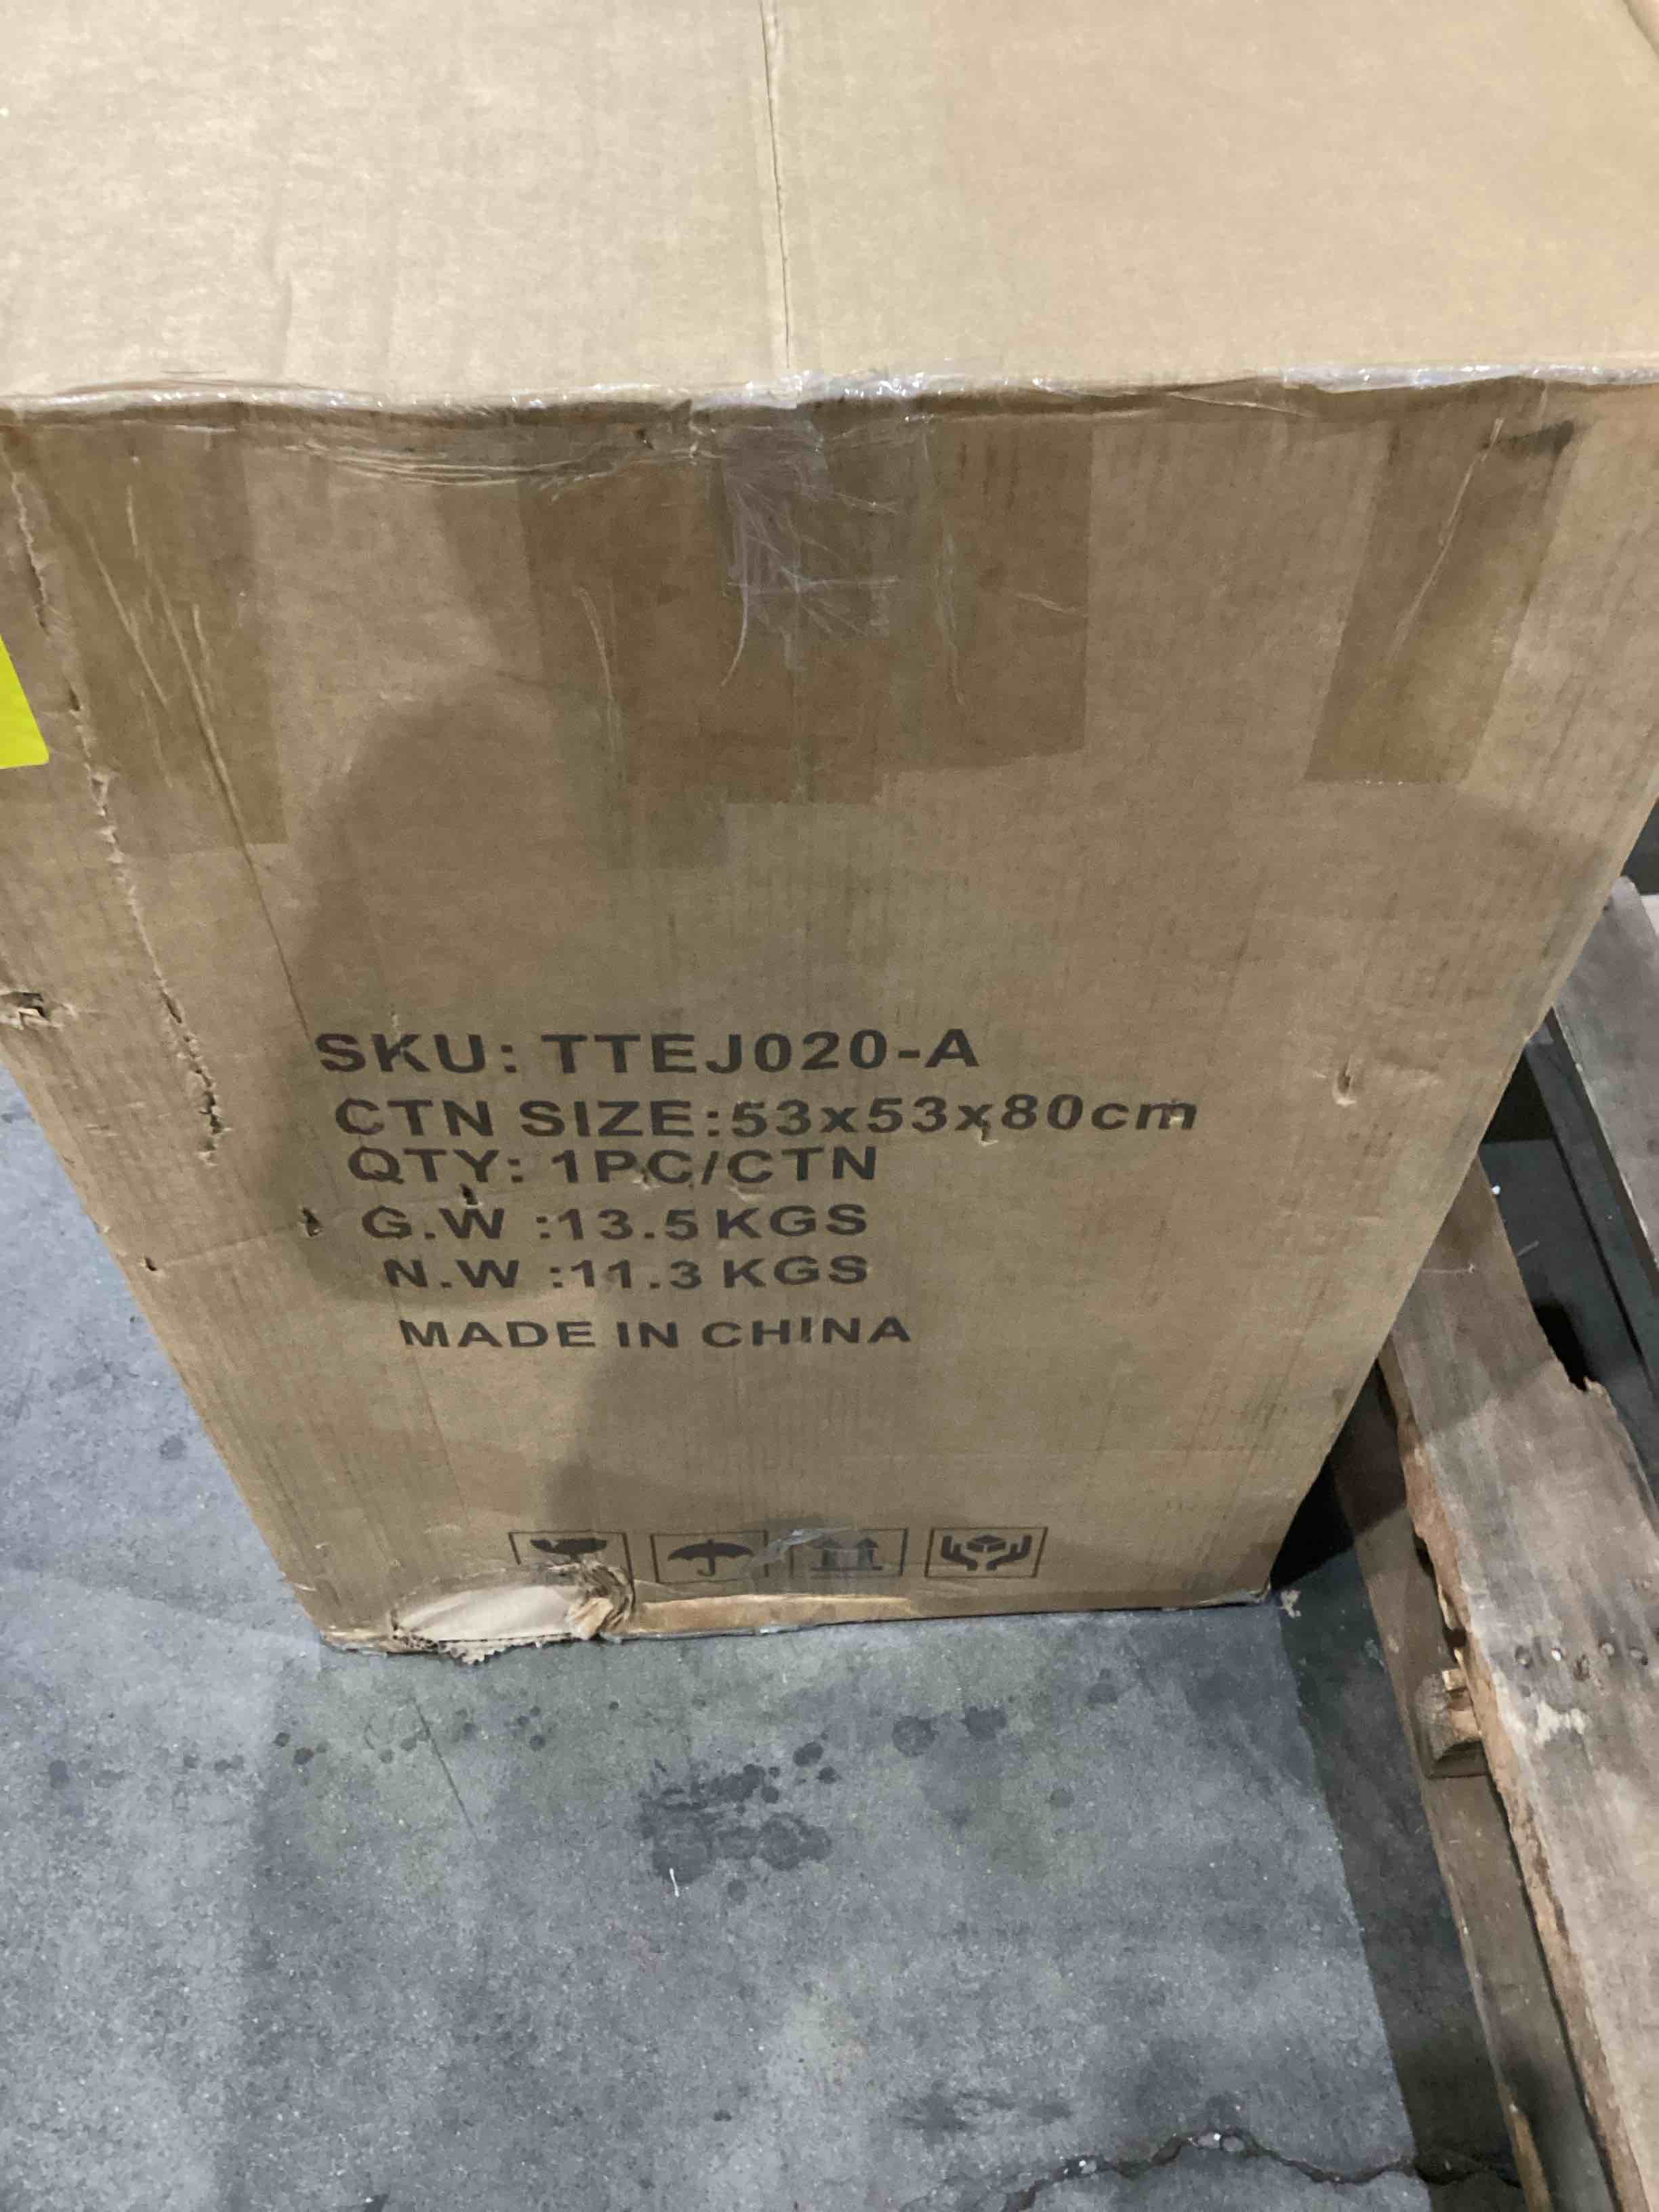 SKU: TTEJ020-A
CTN SIZE:53x53x80cm
QTY: 1PC/CTN
G.W :13.5KGS
N.W :11.3KGS
MADE IN CHINA